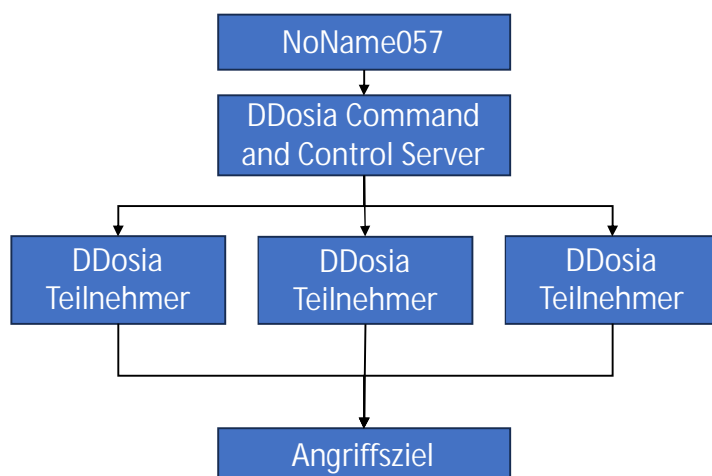 NoName057
DDosia Command
and Control Server
DDosia
Teilnehmer
DDosia
Teilnehmer
DDosia
Teilnehmer
Angriffsziel